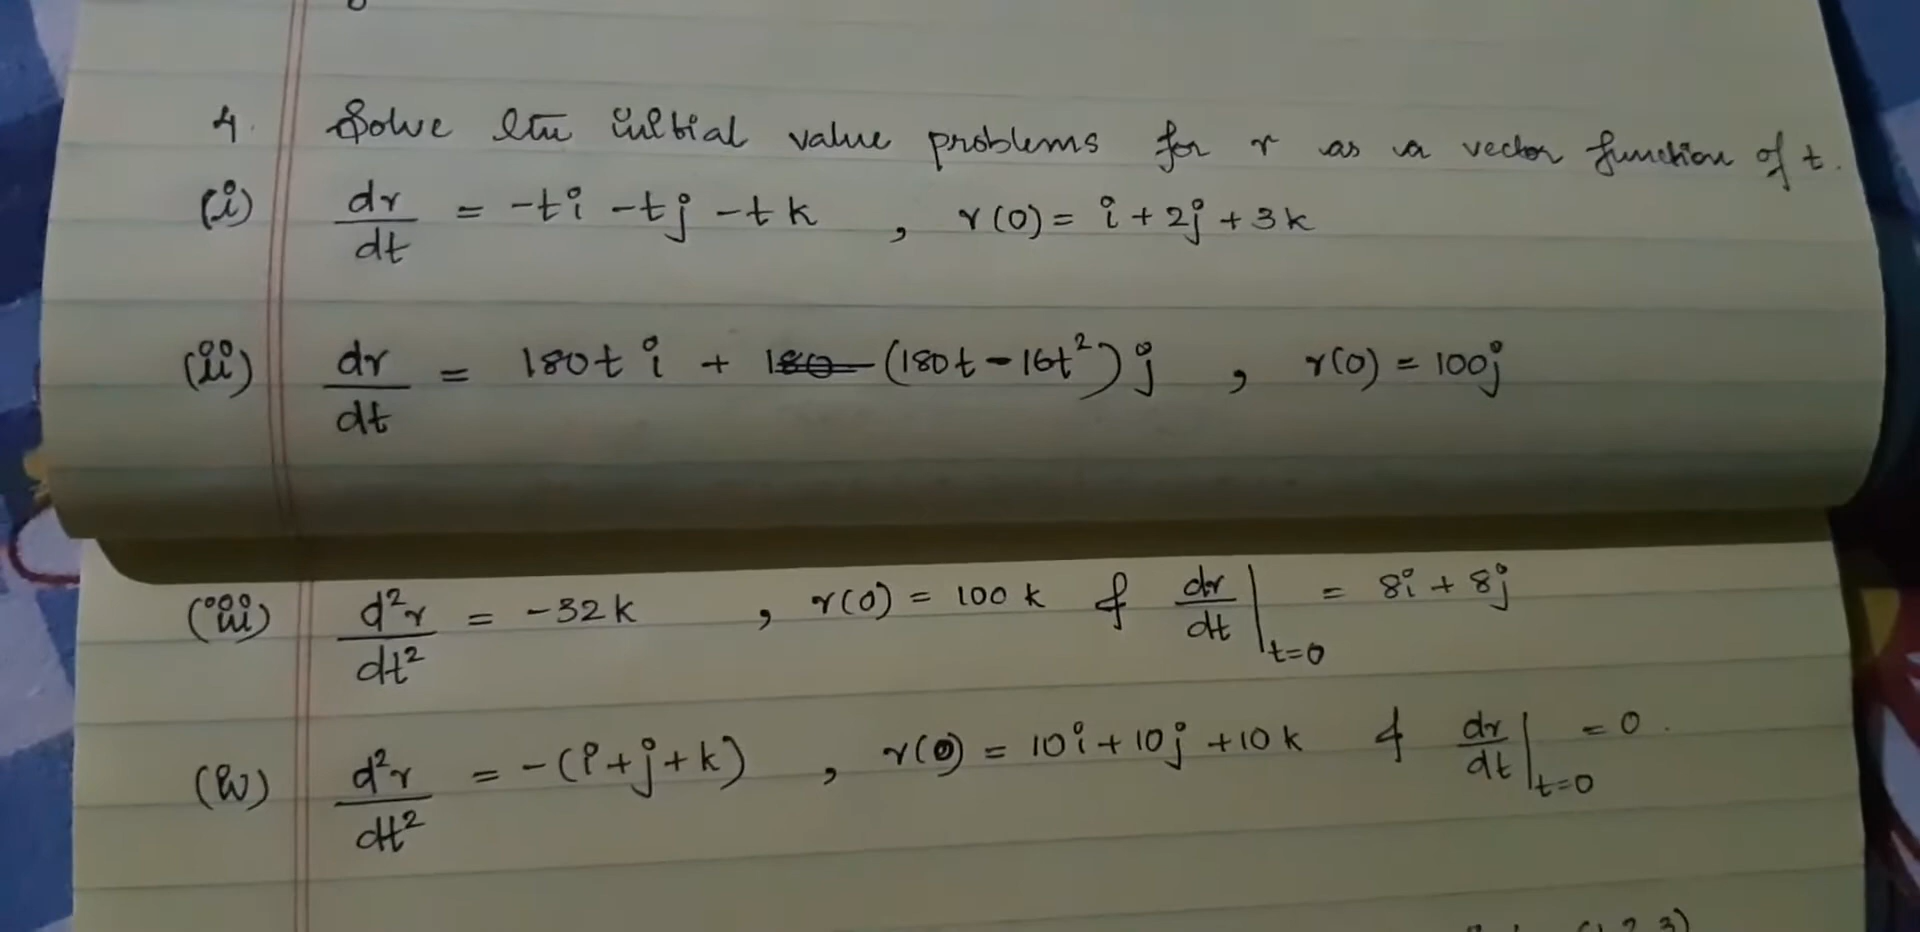 4. Solve the initial value problems for r as a vector function of t.
(i) dr/dt = -ti - tj - tk , r(0) = i + 2j + 3k
(ii) dr/dt = 180t i + 180 (180t - 16t²) j , r(0) = 100j
(iii) d²r/dt² = -32k , r(0) = 100 k & dr/dt |t=0 = 8i + 8j
(iv) d²r/dt² = -(i+j+k) , r(0) = 10i + 10j + 10k & dr/dt |t=0 = 0.